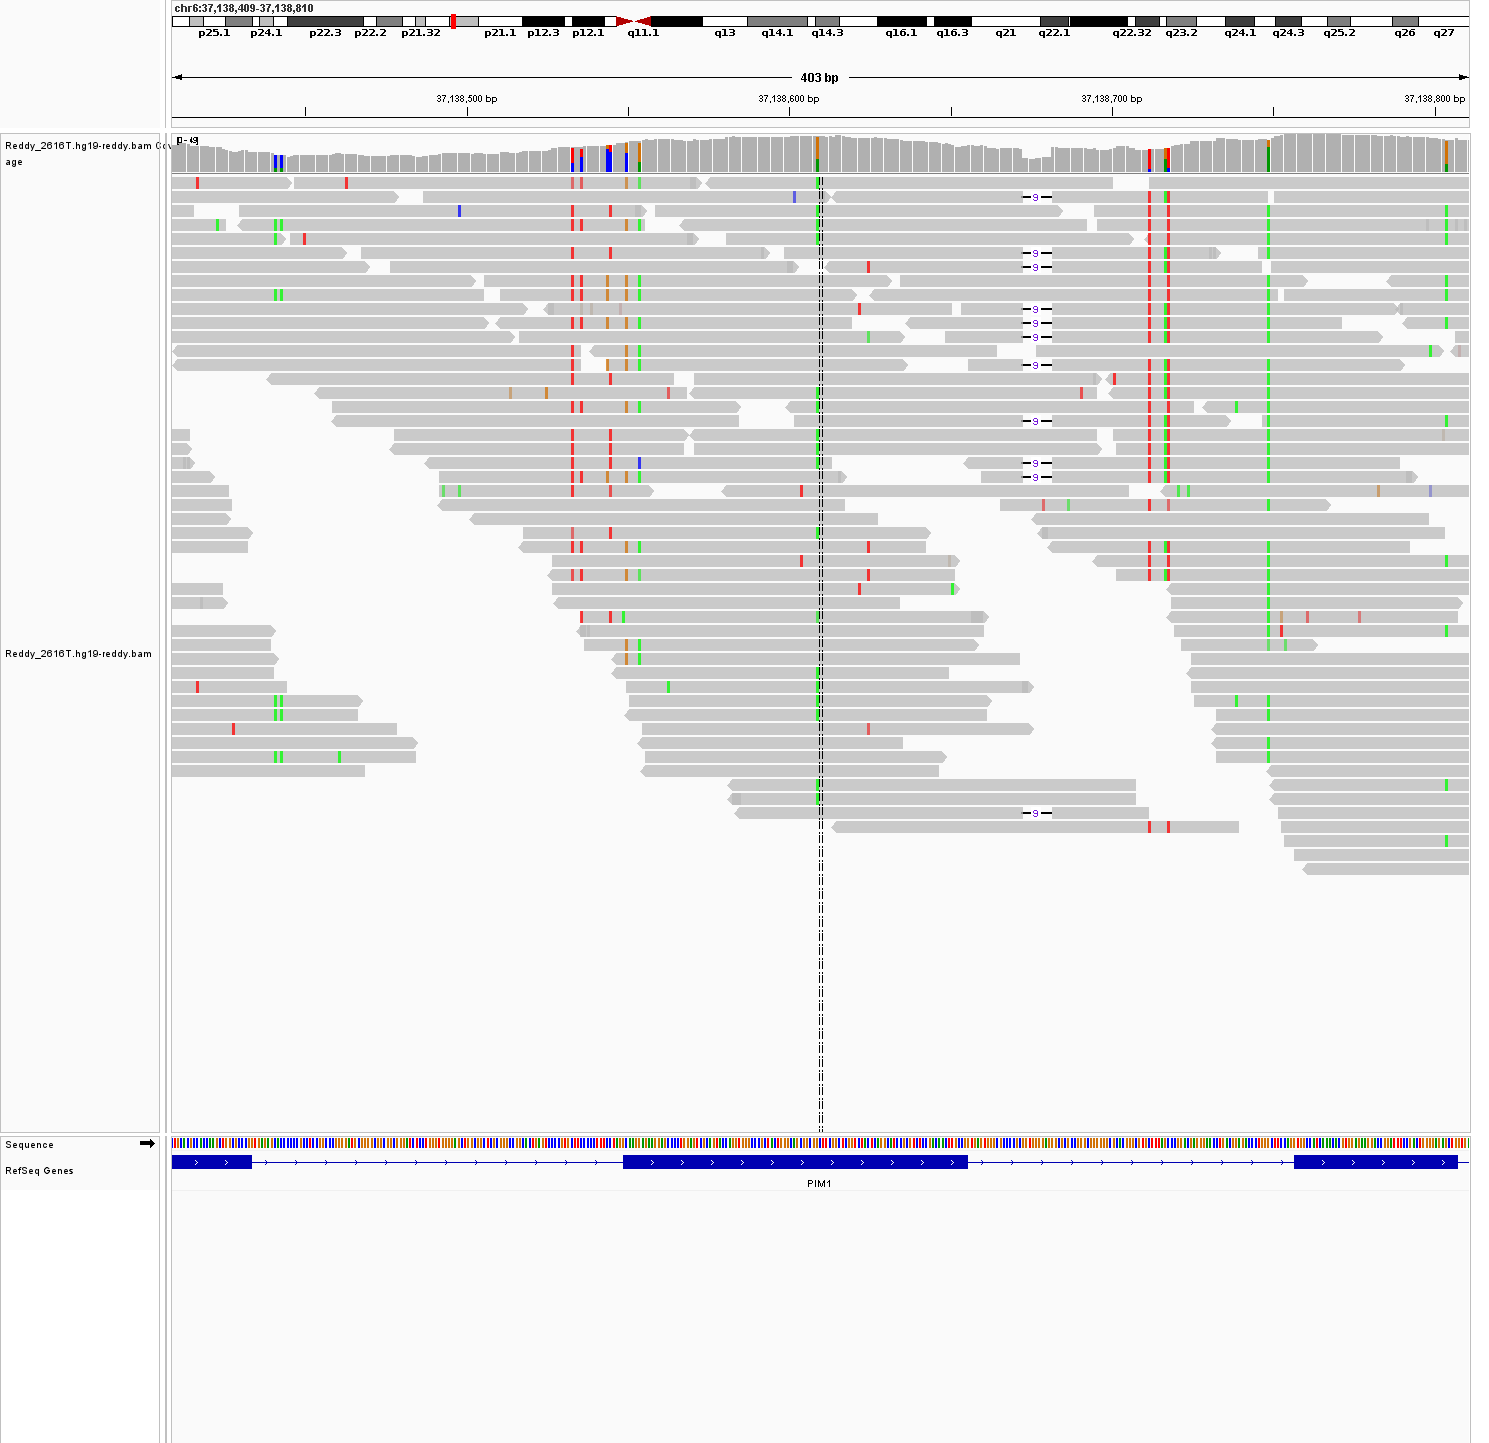 chr6:37,138,409-37,138,810
p25.1 p24.1 p22.3 p22.2 p21.32 p21.1 p12.3 p12.1 q11.1 q13 q14.1 q14.3 q16.1 q16.3 q21 q22.1 q22.32 q23.2 q24.1 q24.3 q25.2 q26 q27
403 bp
37,138,500 bp 37,138,600 bp 37,138,700 bp 37,138,800 bp
Reddy_2616T.hg19-reddy.bam
age
9
9
9
9
9
9
9
9
9
9
Reddy_2616T.hg19-reddy.bam
9
Sequence
RefSeq Genes
PIM1